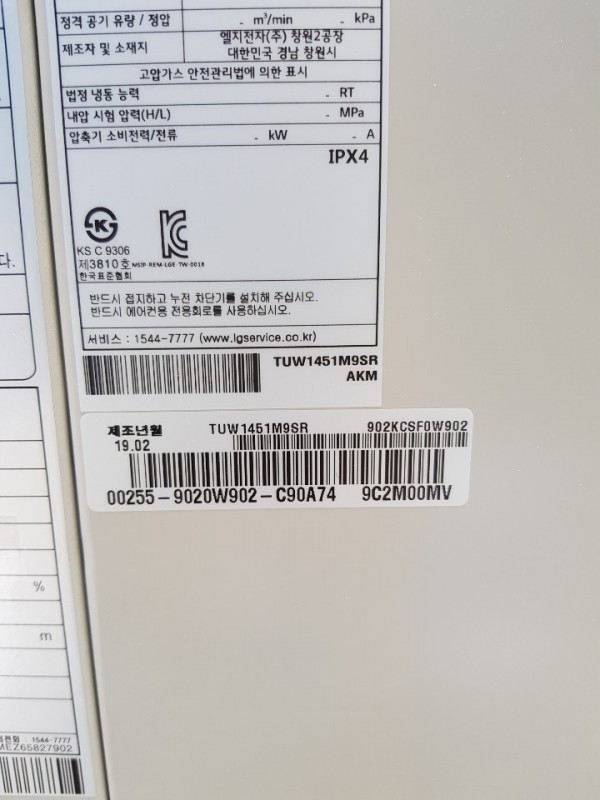 정격 공기 유량 / 정압 - m³/min - kPa
제조자 및 소재지 엘지전자(주) 창원2공장
대한민국 경남 창원시
고압가스 안전관리법에 의한 표시
법정 냉동 능력 - RT
내압 시험 압력(H/L) - MPa
압축기 소비전력/전류 - kW - A
IPX4
KS C 9306
제3810호
MSIP-REM-LGE-TW-001R
한국표준협회
반드시 접지하고 누전 차단기를 설치해 주십시오.
반드시 에어컨용 전용회로를 사용하십시오.
서비스 : 1544-7777 (www.lgservice.co.kr)
TUW1451M9SR
AKM
제조년월 TUW1451M9SR 902KCSF0W902
19.02
00255-9020W902-C90A74 9C2M00MV
다.
%
m
1544-7777
MEZ65827902